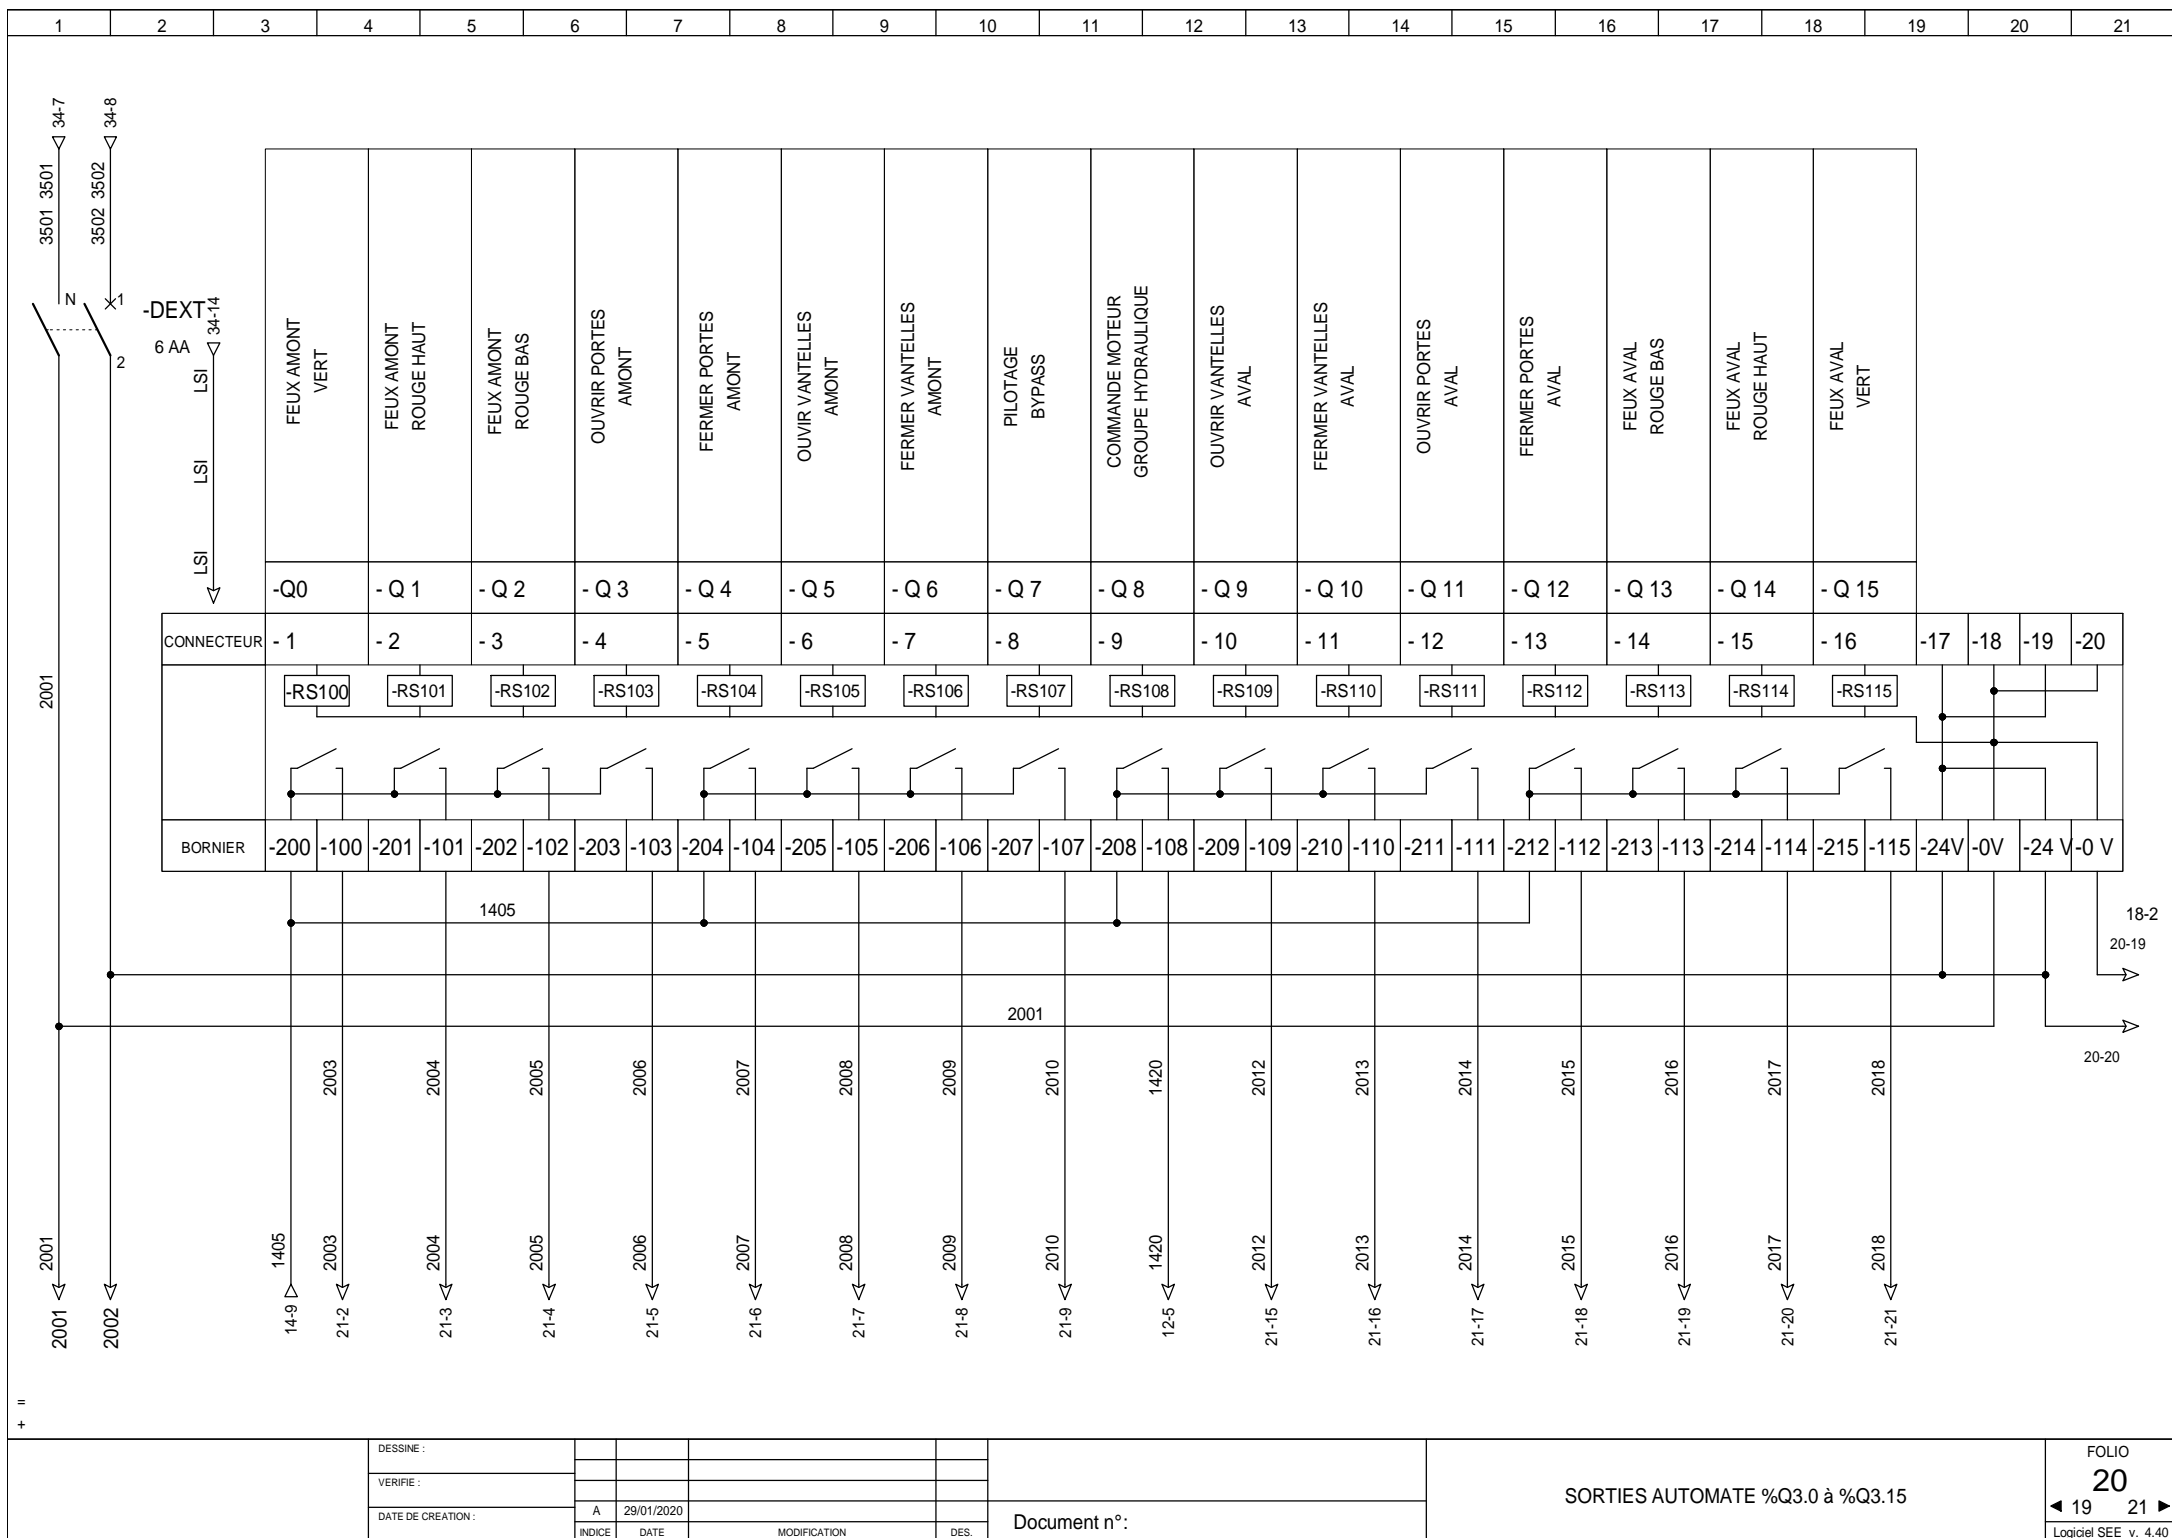 1 2 3 4 5 6 7 8 9 10 11 12 13 14 15 16 17 18 19 20 21
34-7
34-8
3501 3501
3502 3502
N
1
2
-DEXT
6 AA
34-14
LSI
LSI
LSI
FEUX AMONT
VERT
FEUX AMONT
ROUGE HAUT
FEUX AMONT
ROUGE BAS
OUVRIR PORTES
AMONT
FERMER PORTES
AMONT
OUVIR VANTELLES
AMONT
FERMER VANTELLES
AMONT
PILOTAGE
BYPASS
COMMANDE MOTEUR
GROUPE HYDRAULIQUE
OUVRIR VANTELLES
AVAL
FERMER VANTELLES
AVAL
OUVRIR PORTES
AVAL
FERMER PORTES
AVAL
FEUX AVAL
ROUGE BAS
FEUX AVAL
ROUGE HAUT
FEUX AVAL
VERT
-Q0 - Q 1 - Q 2 - Q 3 - Q 4 - Q 5 - Q 6 - Q 7 - Q 8 - Q 9 - Q 10 - Q 11 - Q 12 - Q 13 - Q 14 - Q 15
CONNECTEUR - 1 - 2 - 3 - 4 - 5 - 6 - 7 - 8 - 9 - 10 - 11 - 12 - 13 - 14 - 15 - 16 -17 -18 -19 -20
-RS100 -RS101 -RS102 -RS103 -RS104 -RS105 -RS106 -RS107 -RS108 -RS109 -RS110 -RS111 -RS112 -RS113 -RS114 -RS115
2001
BORNIER -200 -100 -201 -101 -202 -102 -203 -103 -204 -104 -205 -105 -206 -106 -207 -107 -208 -108 -209 -109 -210 -110 -211 -111 -212 -112 -213 -113 -214 -114 -215 -115 -24V -0V -24 V -0 V
1405
18-2
20-19
2001
20-20
2003 2004 2005 2006 2007 2008 2009 2010 1420 2012 2013 2014 2015 2016 2017 2018
2001 1405 2003 2004 2005 2006 2007 2008 2009 2010 1420 2012 2013 2014 2015 2016 2017 2018
2001 2002 14-9 21-2 21-3 21-4 21-5 21-6 21-7 21-8 21-9 12-5 21-15 21-16 21-17 21-18 21-19 21-20 21-21
=
+
DESSINE :
VERIFIE :
DATE DE CREATION :
A 29/01/2020
INDICE DATE MODIFICATION DES.
Document n°:
SORTIES AUTOMATE %Q3.0 à %Q3.15
FOLIO
20
19 21
Logiciel SEE v. 4.40